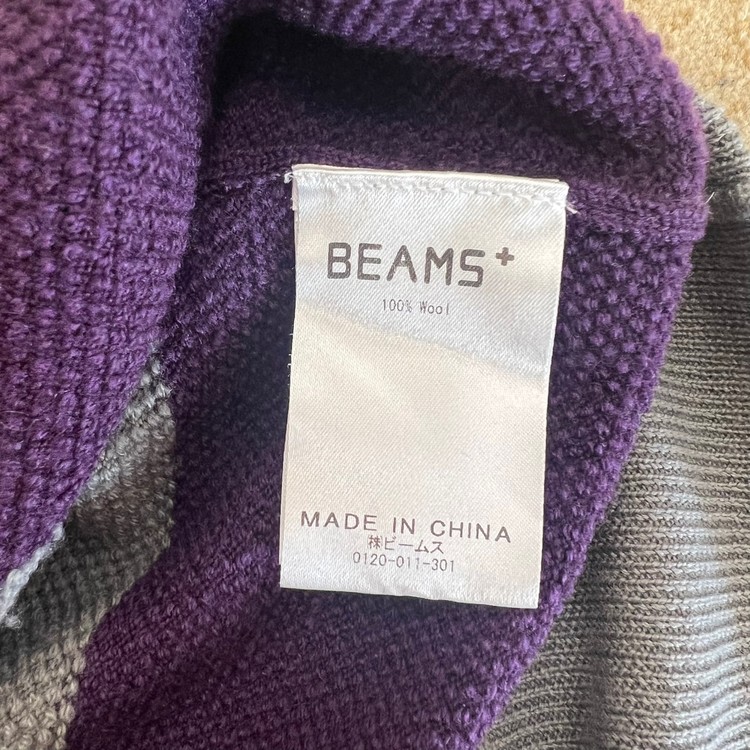 BEAMS+
100% Wool
MADE IN CHINA
㈱ビームス
0120-011-301